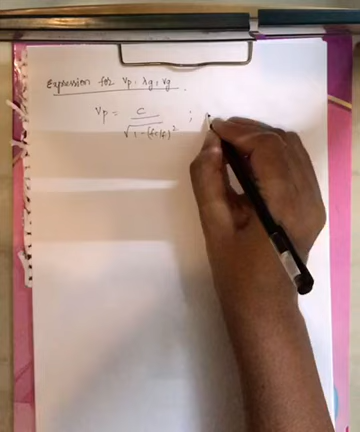 Expression for Vp, λg, Vg.
Vp = c / √1-(fc/f)² ;